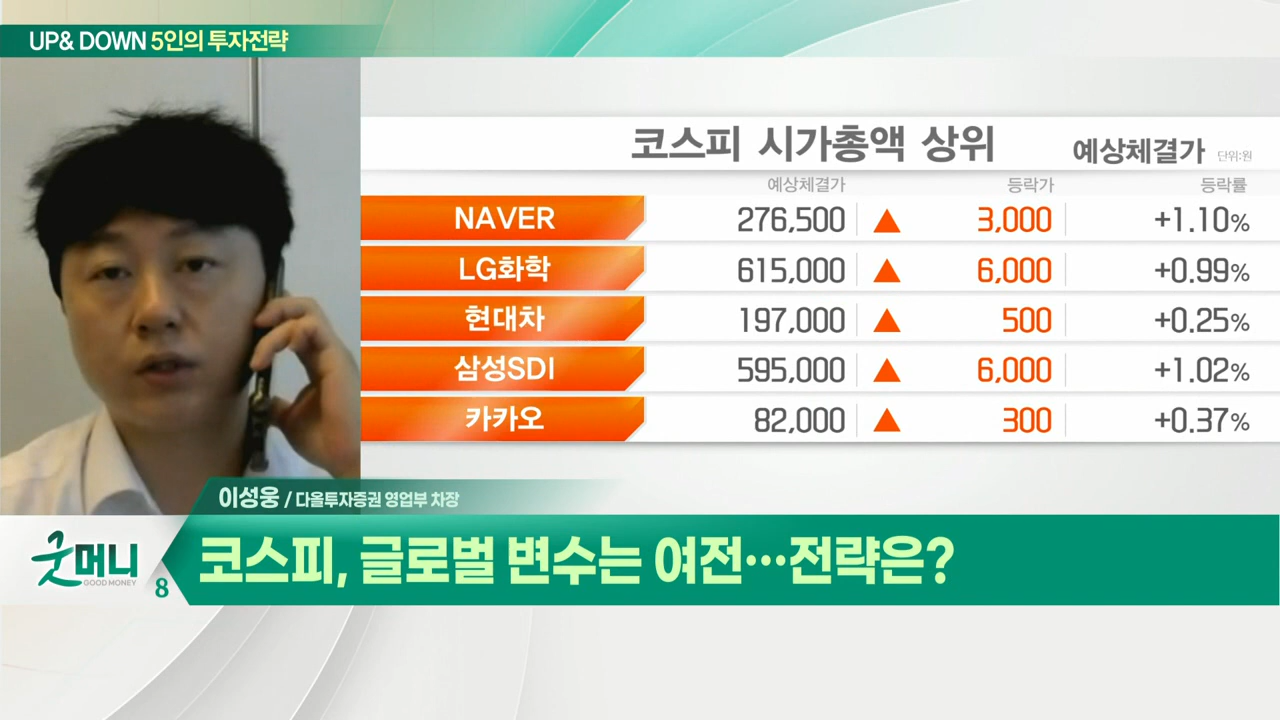 UP& DOWN 5인의 투자전략
코스피 시가총액 상위 예상체결가 단위:원
예상체결가 등락가 등락률
NAVER 276,500 ▲ 3,000 +1.10%
LG화학 615,000 ▲ 6,000 +0.99%
현대차 197,000 ▲ 500 +0.25%
삼성SDI 595,000 ▲ 6,000 +1.02%
카카오 82,000 ▲ 300 +0.37%
이성웅 / 다올투자증권 영업부 차장
굿머니
GOOD MONEY
8
코스피, 글로벌 변수는 여전…전략은?